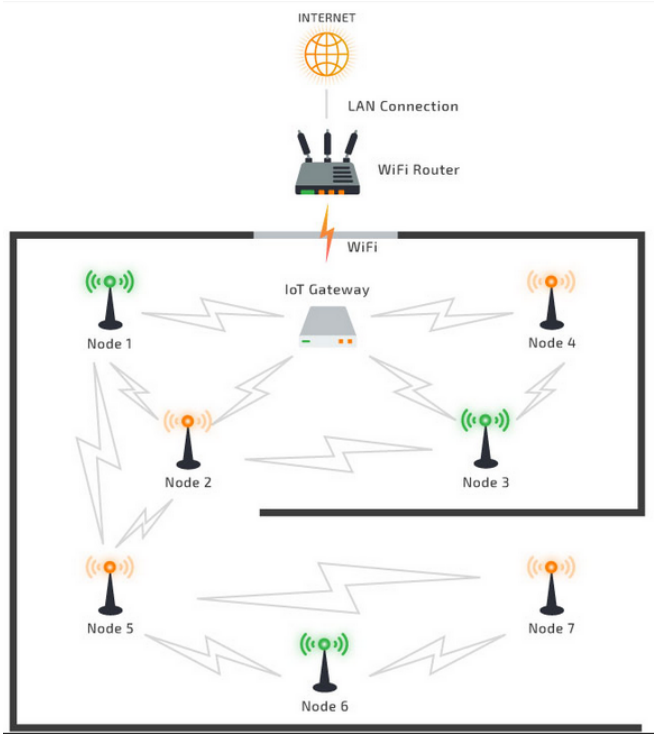 INTERNET
LAN Connection
WiFi Router
WiFi
IoT Gateway
Node 1
Node 4
Node 2
Node 3
Node 5
Node 7
Node 6